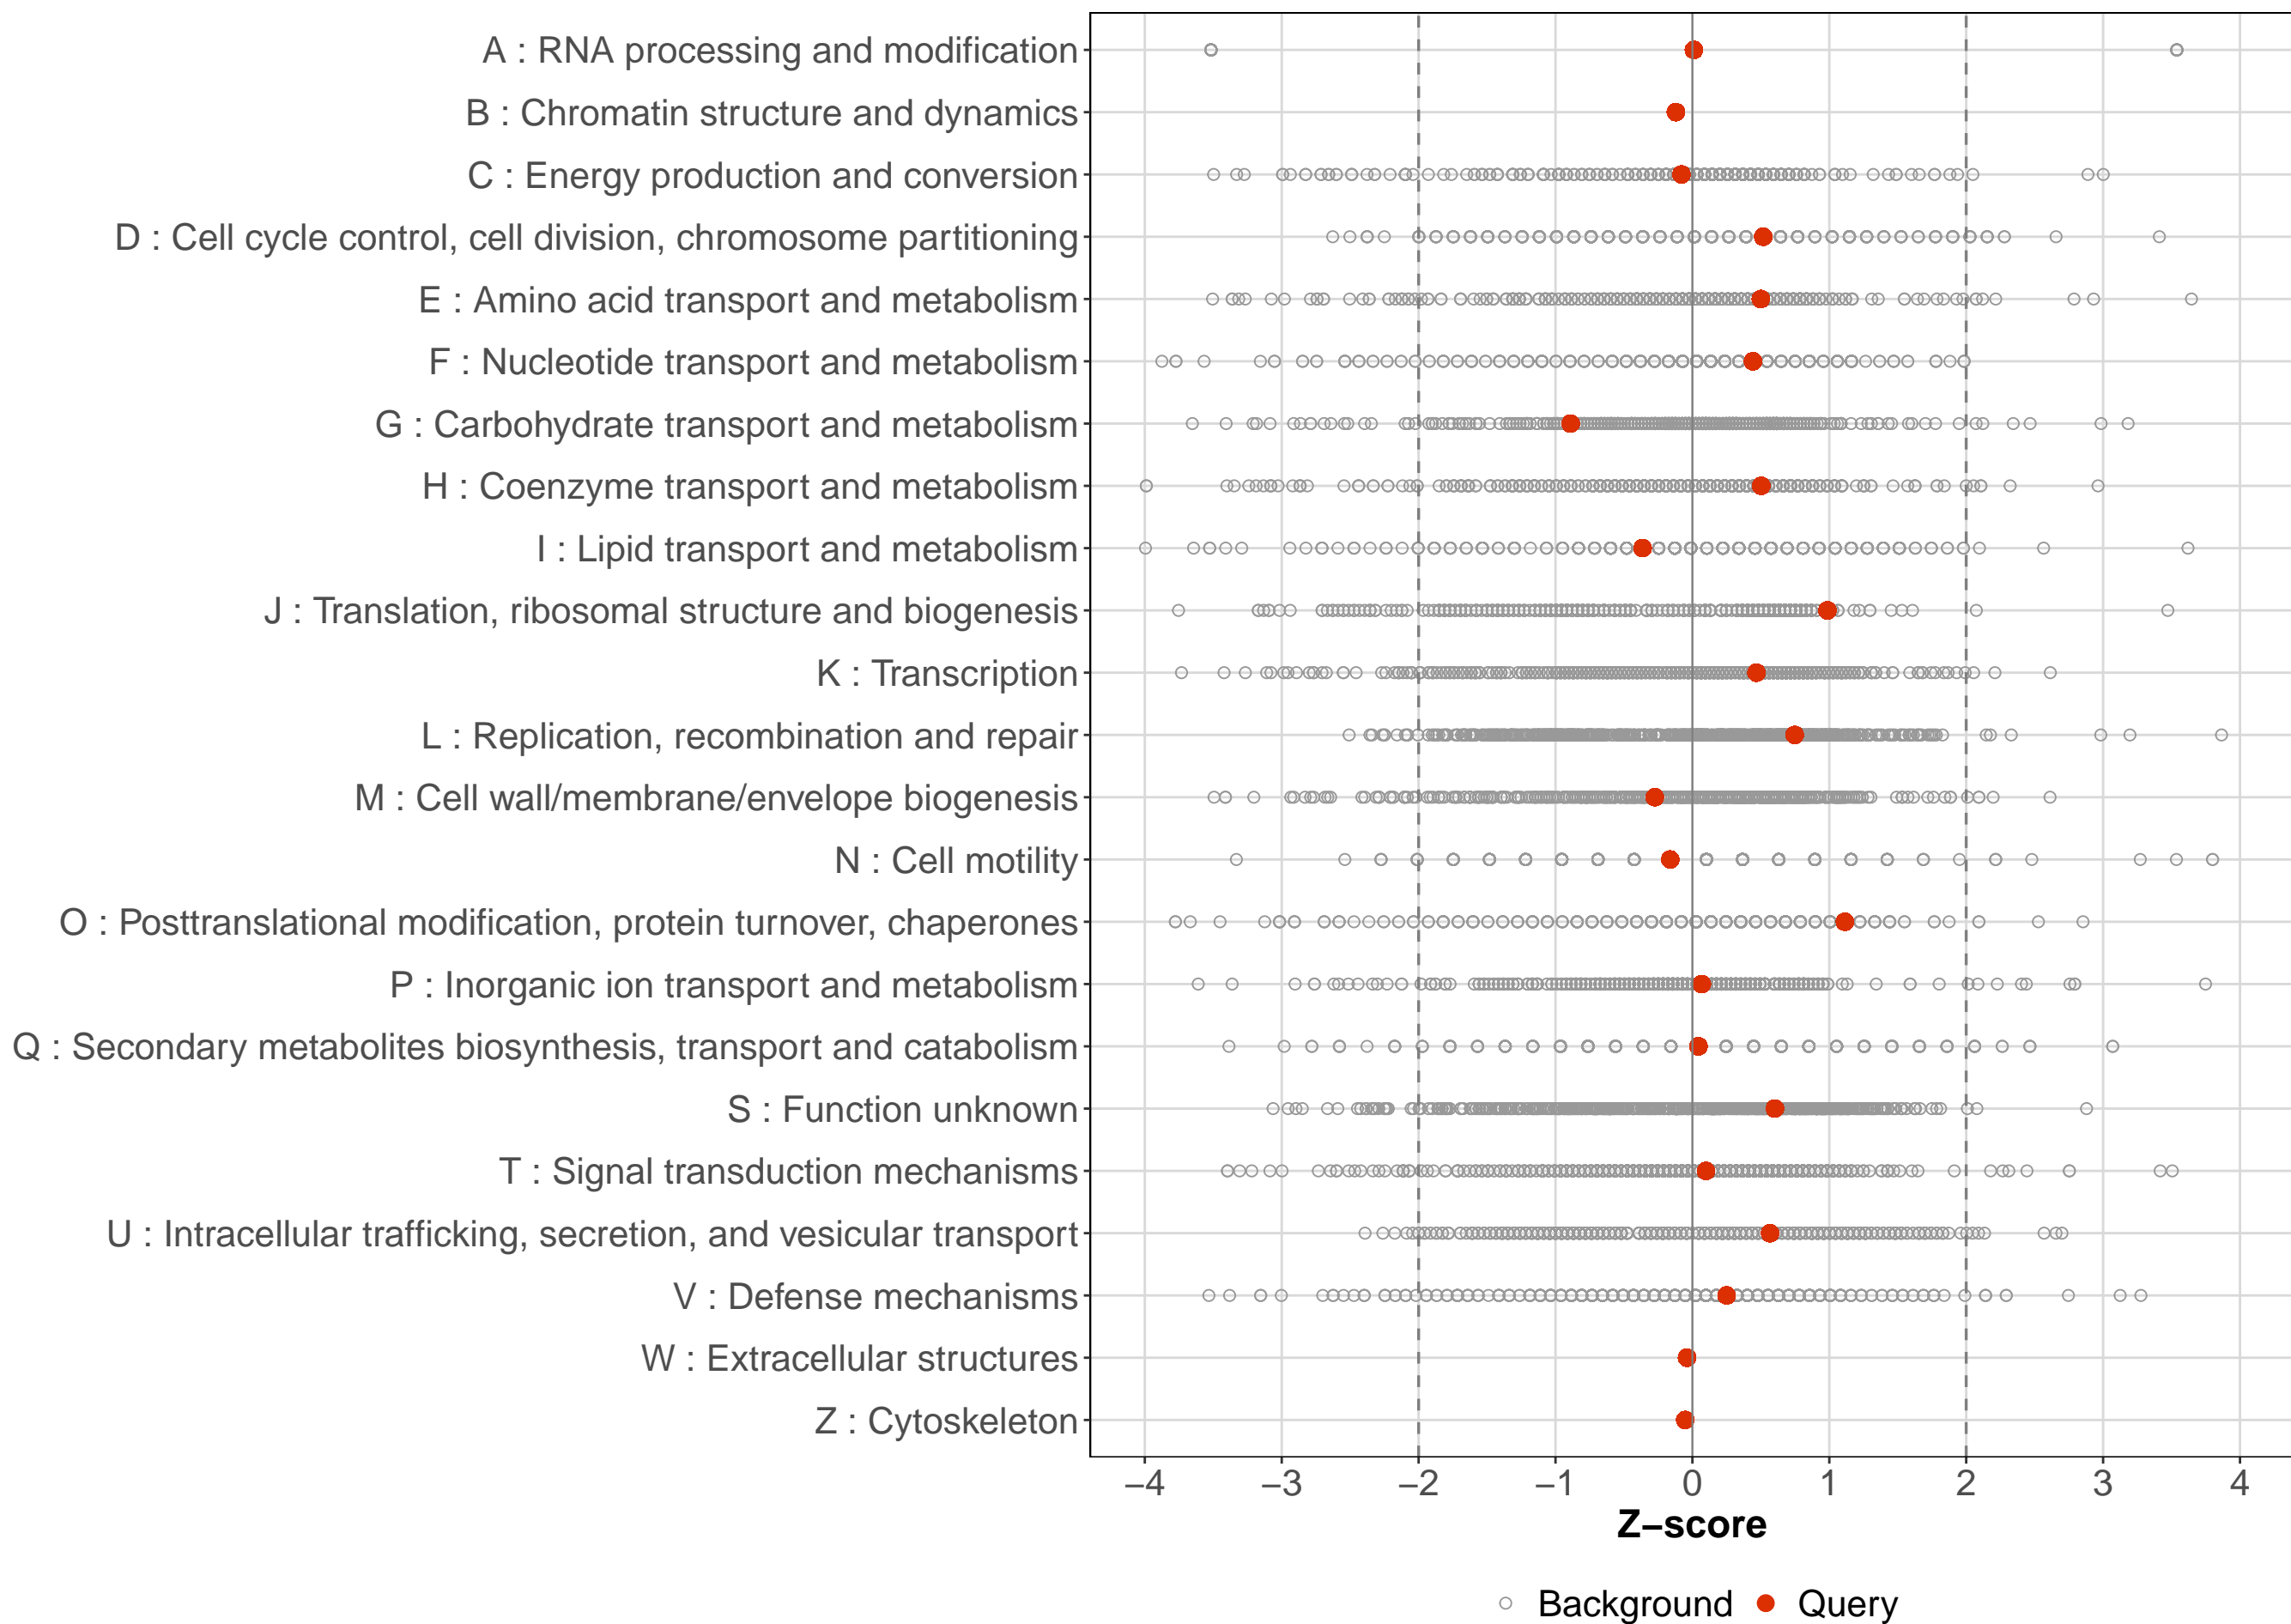 A : RNA processing and modification
B : Chromatin structure and dynamics
C : Energy production and conversion
D : Cell cycle control, cell division, chromosome partitioning
E : Amino acid transport and metabolism
F : Nucleotide transport and metabolism
G : Carbohydrate transport and metabolism
H : Coenzyme transport and metabolism
I : Lipid transport and metabolism
J : Translation, ribosomal structure and biogenesis
K : Transcription
L : Replication, recombination and repair
M : Cell wall/membrane/envelope biogenesis
N : Cell motility
O : Posttranslational modification, protein turnover, chaperones
P : Inorganic ion transport and metabolism
Q : Secondary metabolites biosynthesis, transport and catabolism
S : Function unknown
T : Signal transduction mechanisms
U : Intracellular trafficking, secretion, and vesicular transport
V : Defense mechanisms
W : Extracellular structures
Z : Cytoskeleton
−4 −3 −2 −1 0 1 2 3 4
Z−score
Background Query